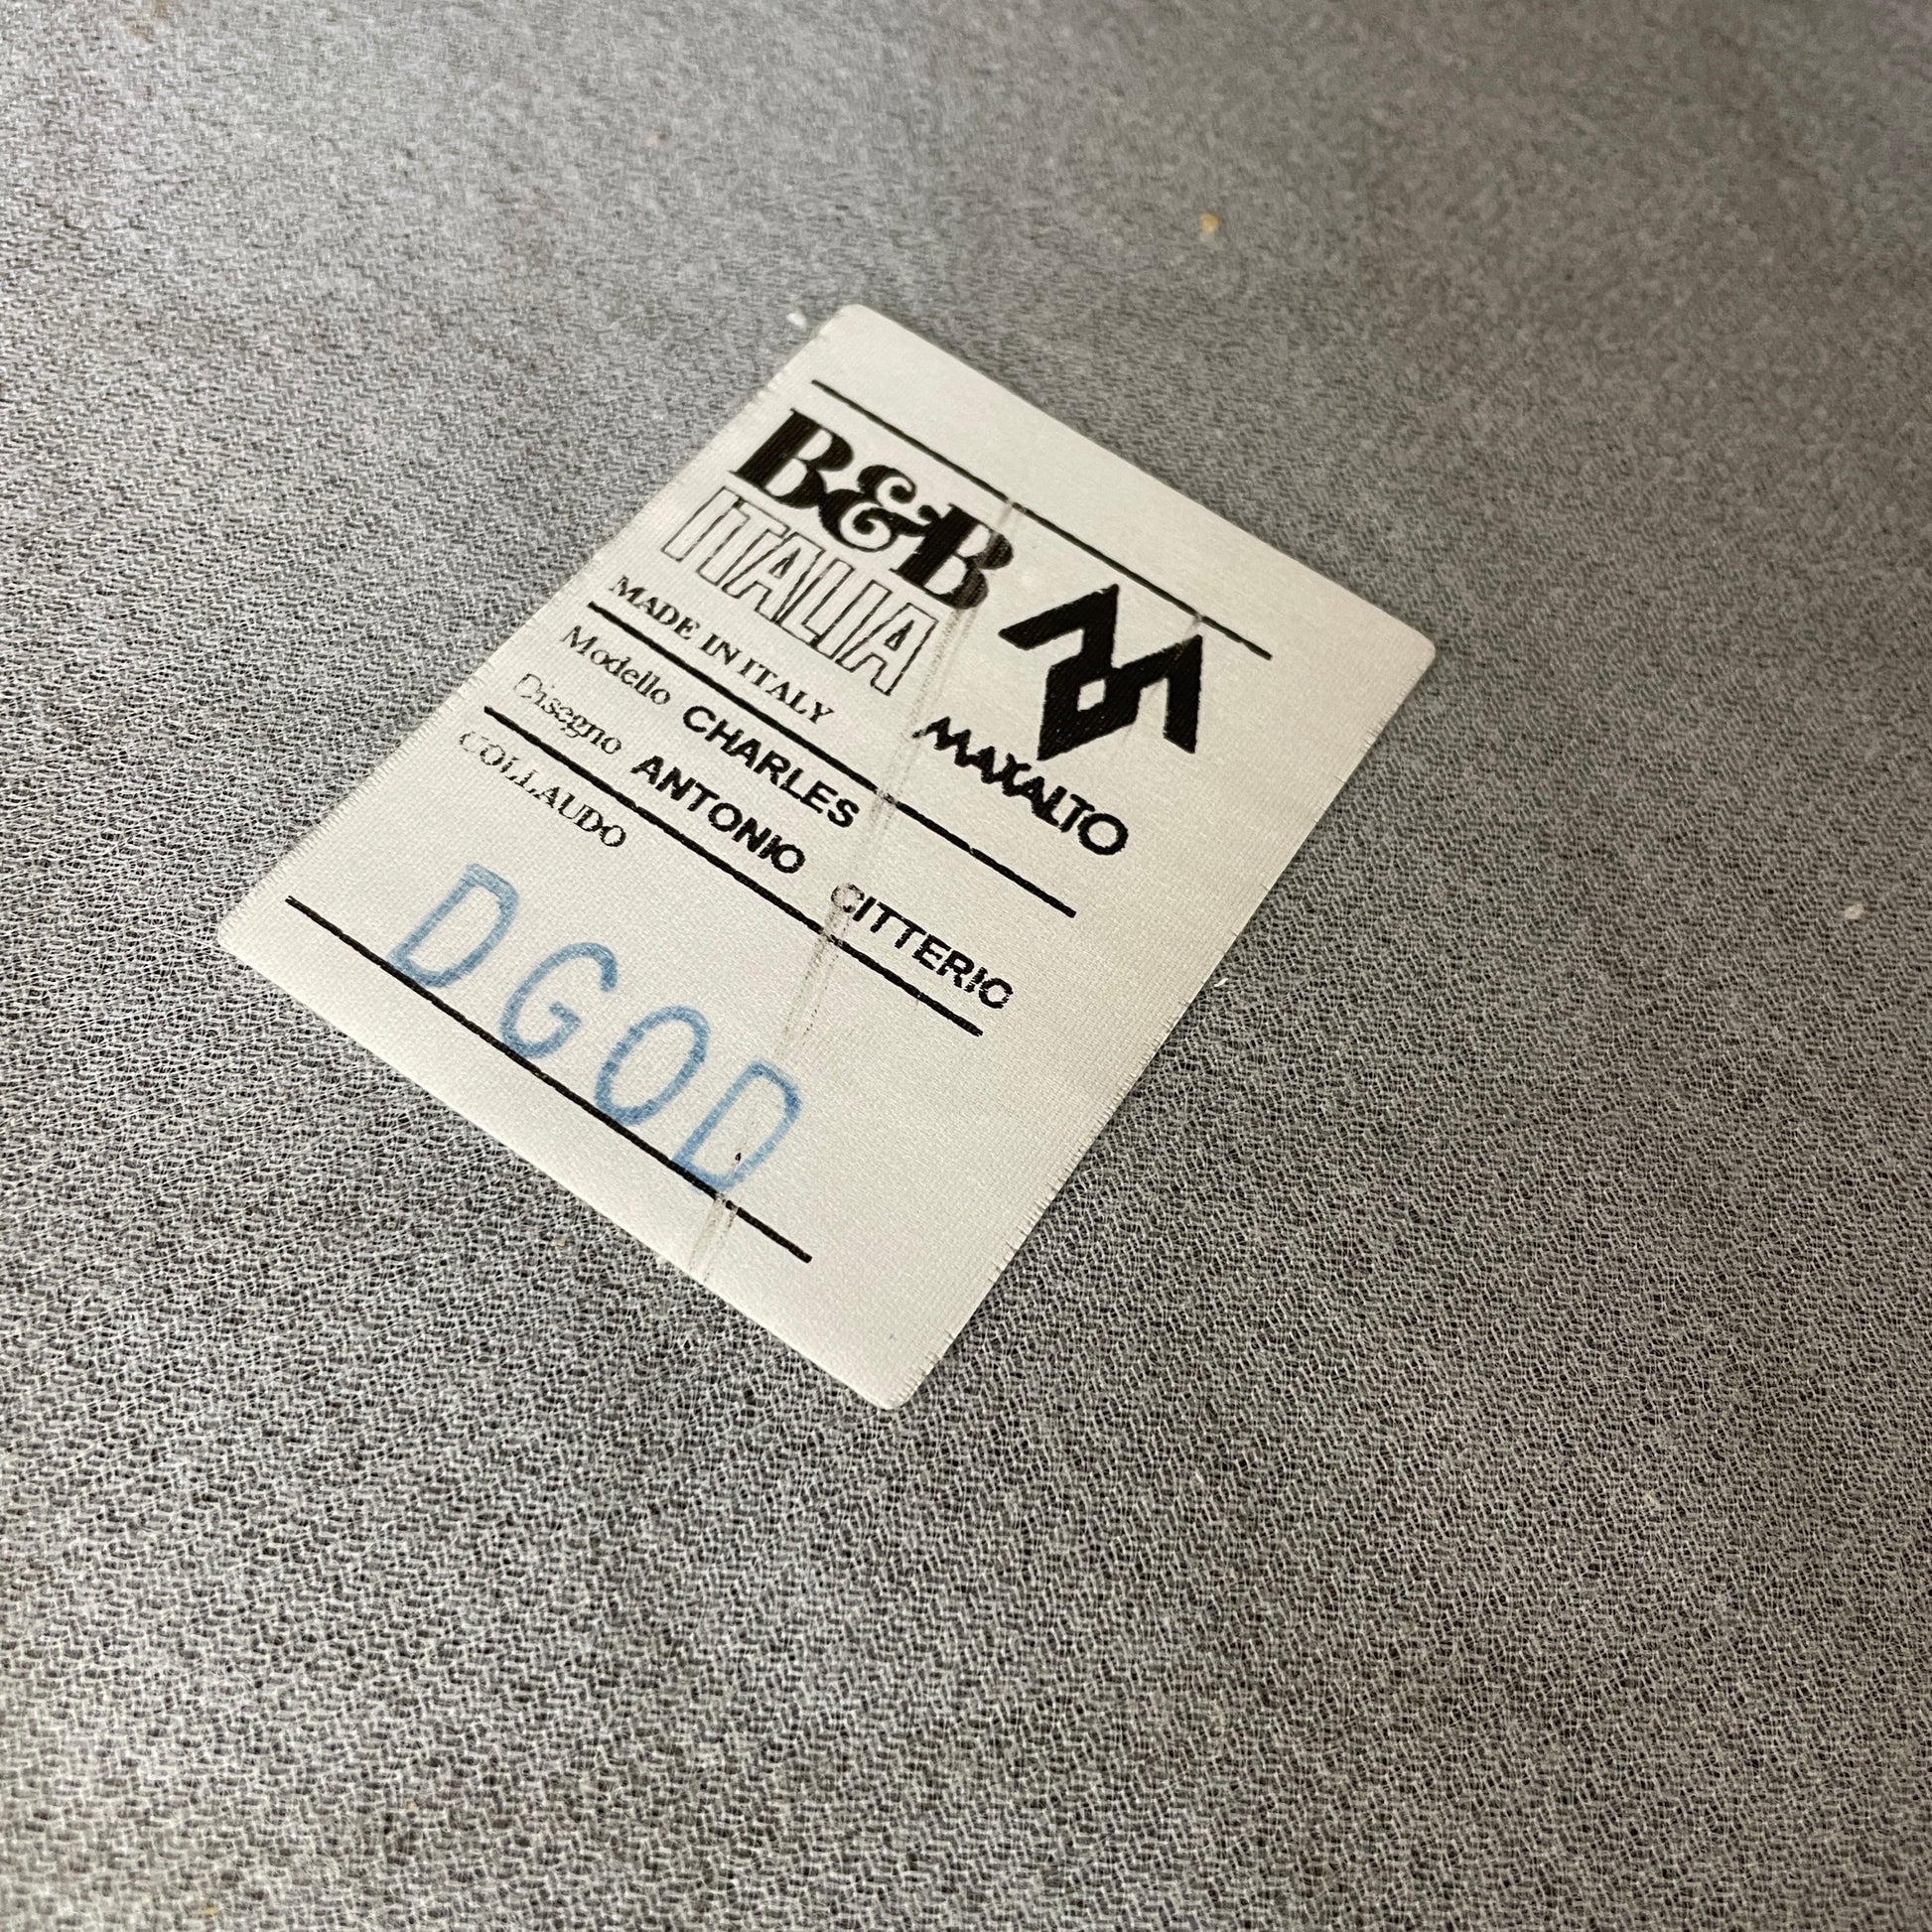 B&B
ITALIA
MADE IN ITALY
MAXALTO
Modello CHARLES
Disegno ANTONIO CITTERIO
COLLAUDO
DGOD